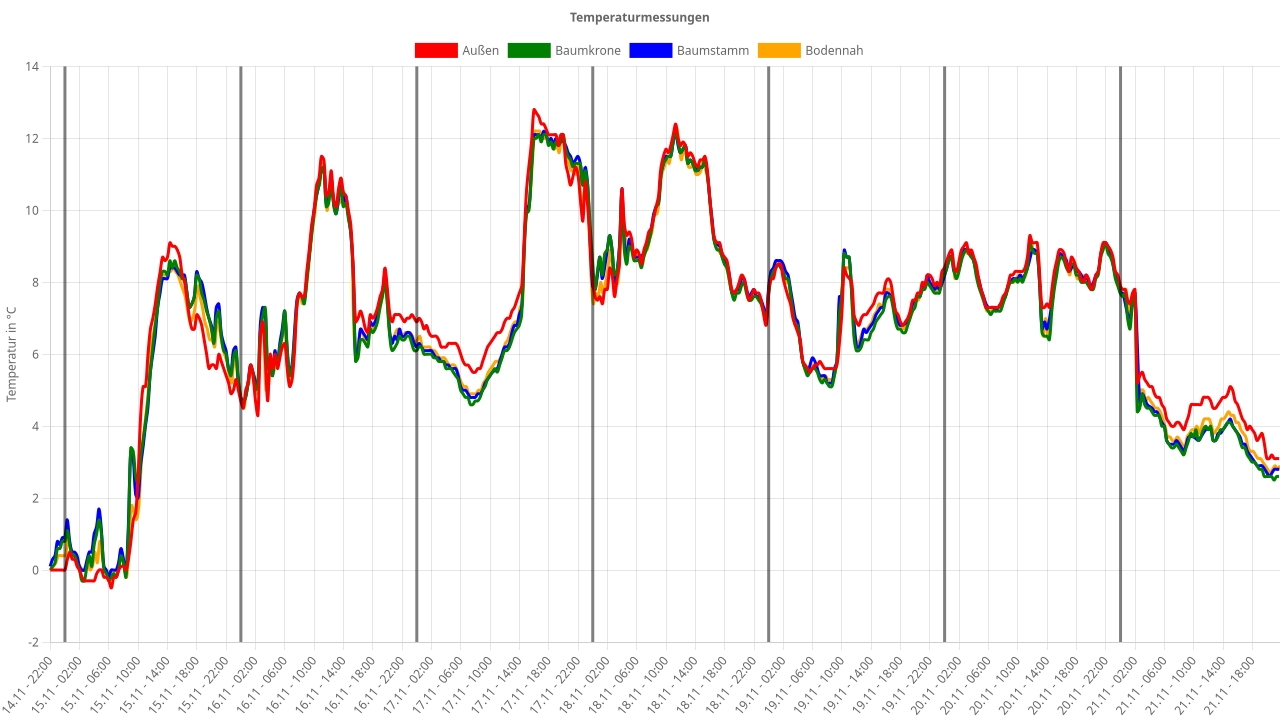 Temperaturmessungen
Außen Baumkrone Baumstamm Bodennah
Temperatur in °C
14
12
10
8
6
4
2
0
-2
14.11 - 22:00
15.11 - 02:00
15.11 - 06:00
15.11 - 10:00
15.11 - 14:00
15.11 - 18:00
15.11 - 22:00
16.11 - 02:00
16.11 - 06:00
16.11 - 10:00
16.11 - 14:00
16.11 - 18:00
16.11 - 22:00
17.11 - 02:00
17.11 - 06:00
17.11 - 10:00
17.11 - 14:00
17.11 - 18:00
17.11 - 22:00
18.11 - 02:00
18.11 - 06:00
18.11 - 10:00
18.11 - 14:00
18.11 - 18:00
18.11 - 22:00
19.11 - 02:00
19.11 - 06:00
19.11 - 10:00
19.11 - 14:00
19.11 - 18:00
19.11 - 22:00
20.11 - 02:00
20.11 - 06:00
20.11 - 10:00
20.11 - 14:00
20.11 - 18:00
20.11 - 22:00
21.11 - 02:00
21.11 - 06:00
21.11 - 10:00
21.11 - 14:00
21.11 - 18:00